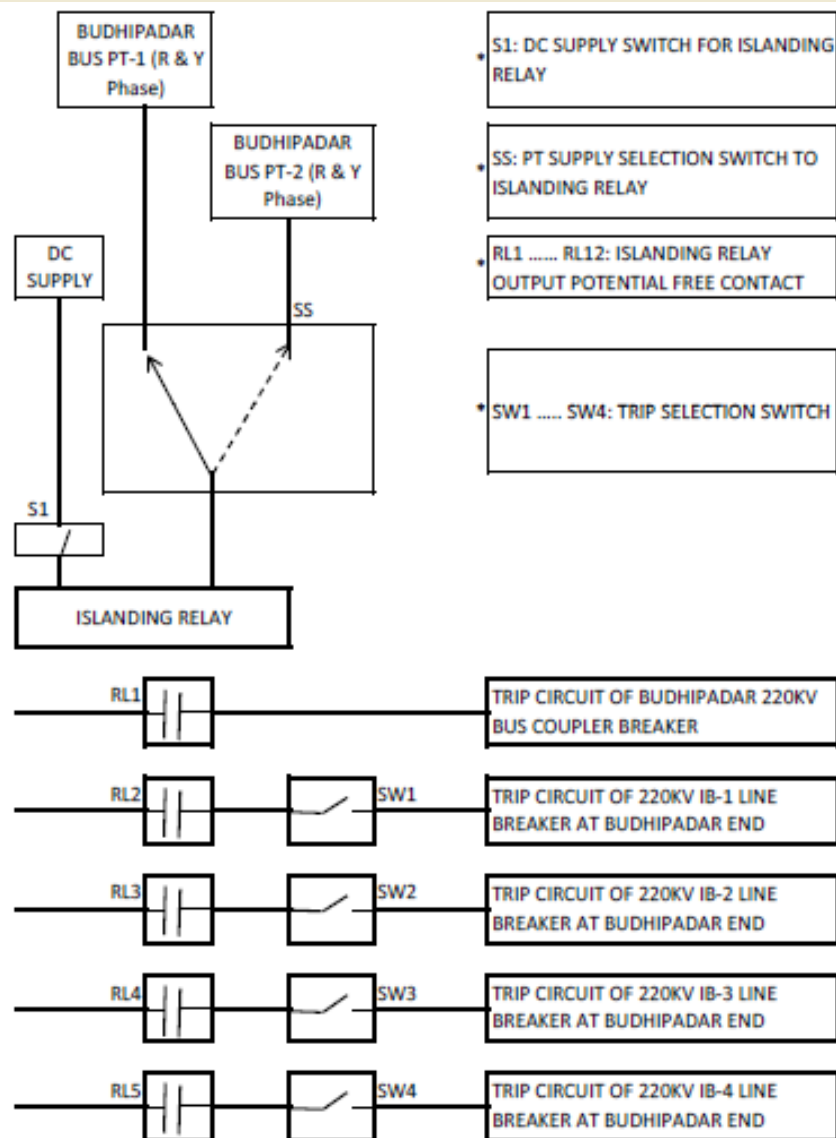 BUDHIPADAR
BUS PT-1 (R & Y
Phase)
* S1: DC SUPPLY SWITCH FOR ISLANDING
RELAY
BUDHIPADAR
BUS PT-2 (R & Y
Phase)
* SS: PT SUPPLY SELECTION SWITCH TO
ISLANDING RELAY
DC
SUPPLY
* RL1 ...... RL12: ISLANDING RELAY
OUTPUT POTENTIAL FREE CONTACT
SS
* SW1 ..... SW4: TRIP SELECTION SWITCH
S1
ISLANDING RELAY
RL1
TRIP CIRCUIT OF BUDHIPADAR 220KV
BUS COUPLER BREAKER
RL2
SW1
TRIP CIRCUIT OF 220KV IB-1 LINE
BREAKER AT BUDHIPADAR END
RL3
SW2
TRIP CIRCUIT OF 220KV IB-2 LINE
BREAKER AT BUDHIPADAR END
RL4
SW3
TRIP CIRCUIT OF 220KV IB-3 LINE
BREAKER AT BUDHIPADAR END
RL5
SW4
TRIP CIRCUIT OF 220KV IB-4 LINE
BREAKER AT BUDHIPADAR END